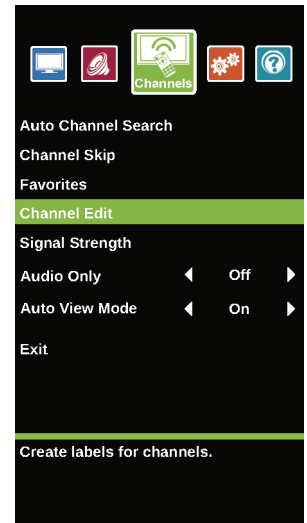 Channels
Auto Channel Search
Channel Skip
Favorites
Channel Edit
Signal Strength
Audio Only Off
Auto View Mode On
Exit
Create labels for channels.